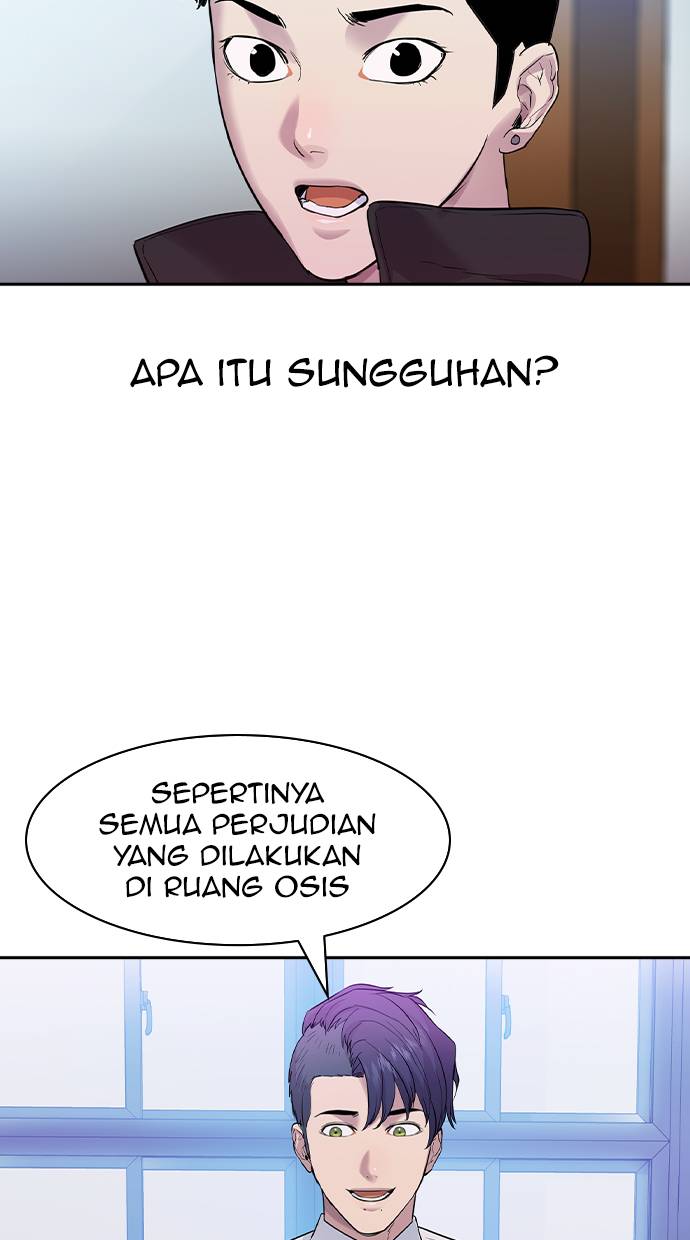 APA ITU SUNGGUHAN?
SEPERTINYA
SEMUA PERJUDIAN
YANG DILAKUKAN
DI RUANG OSIS